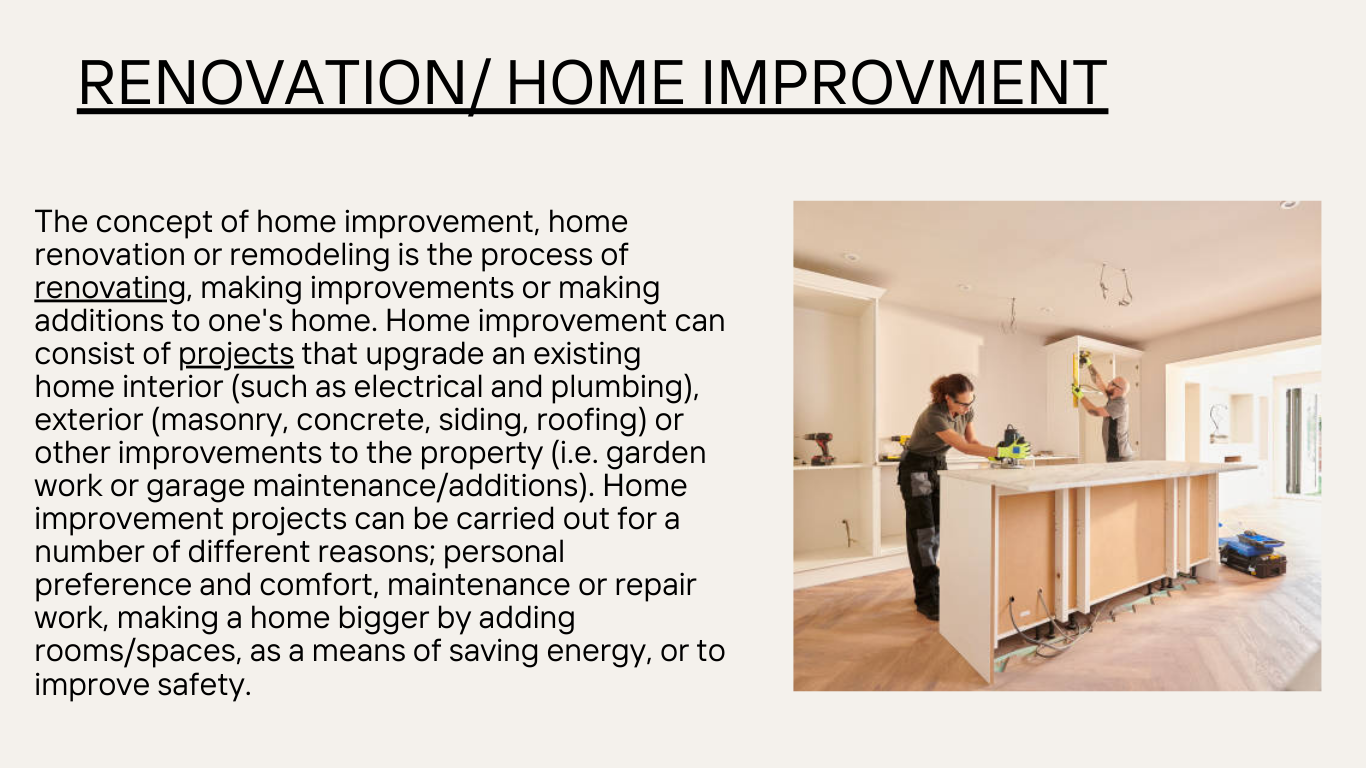 RENOVATION/ HOME IMPROVMENT
The concept of home improvement, home
renovation or remodeling is the process of
renovating, making improvements or making
additions to one's home. Home improvement can
consist of projects that upgrade an existing
home interior (such as electrical and plumbing),
exterior (masonry, concrete, siding, roofing) or
other improvements to the property (i.e. garden
work or garage maintenance/additions). Home
improvement projects can be carried out for a
number of different reasons; personal
preference and comfort, maintenance or repair
work, making a home bigger by adding
rooms/spaces, as a means of saving energy, or to
improve safety.